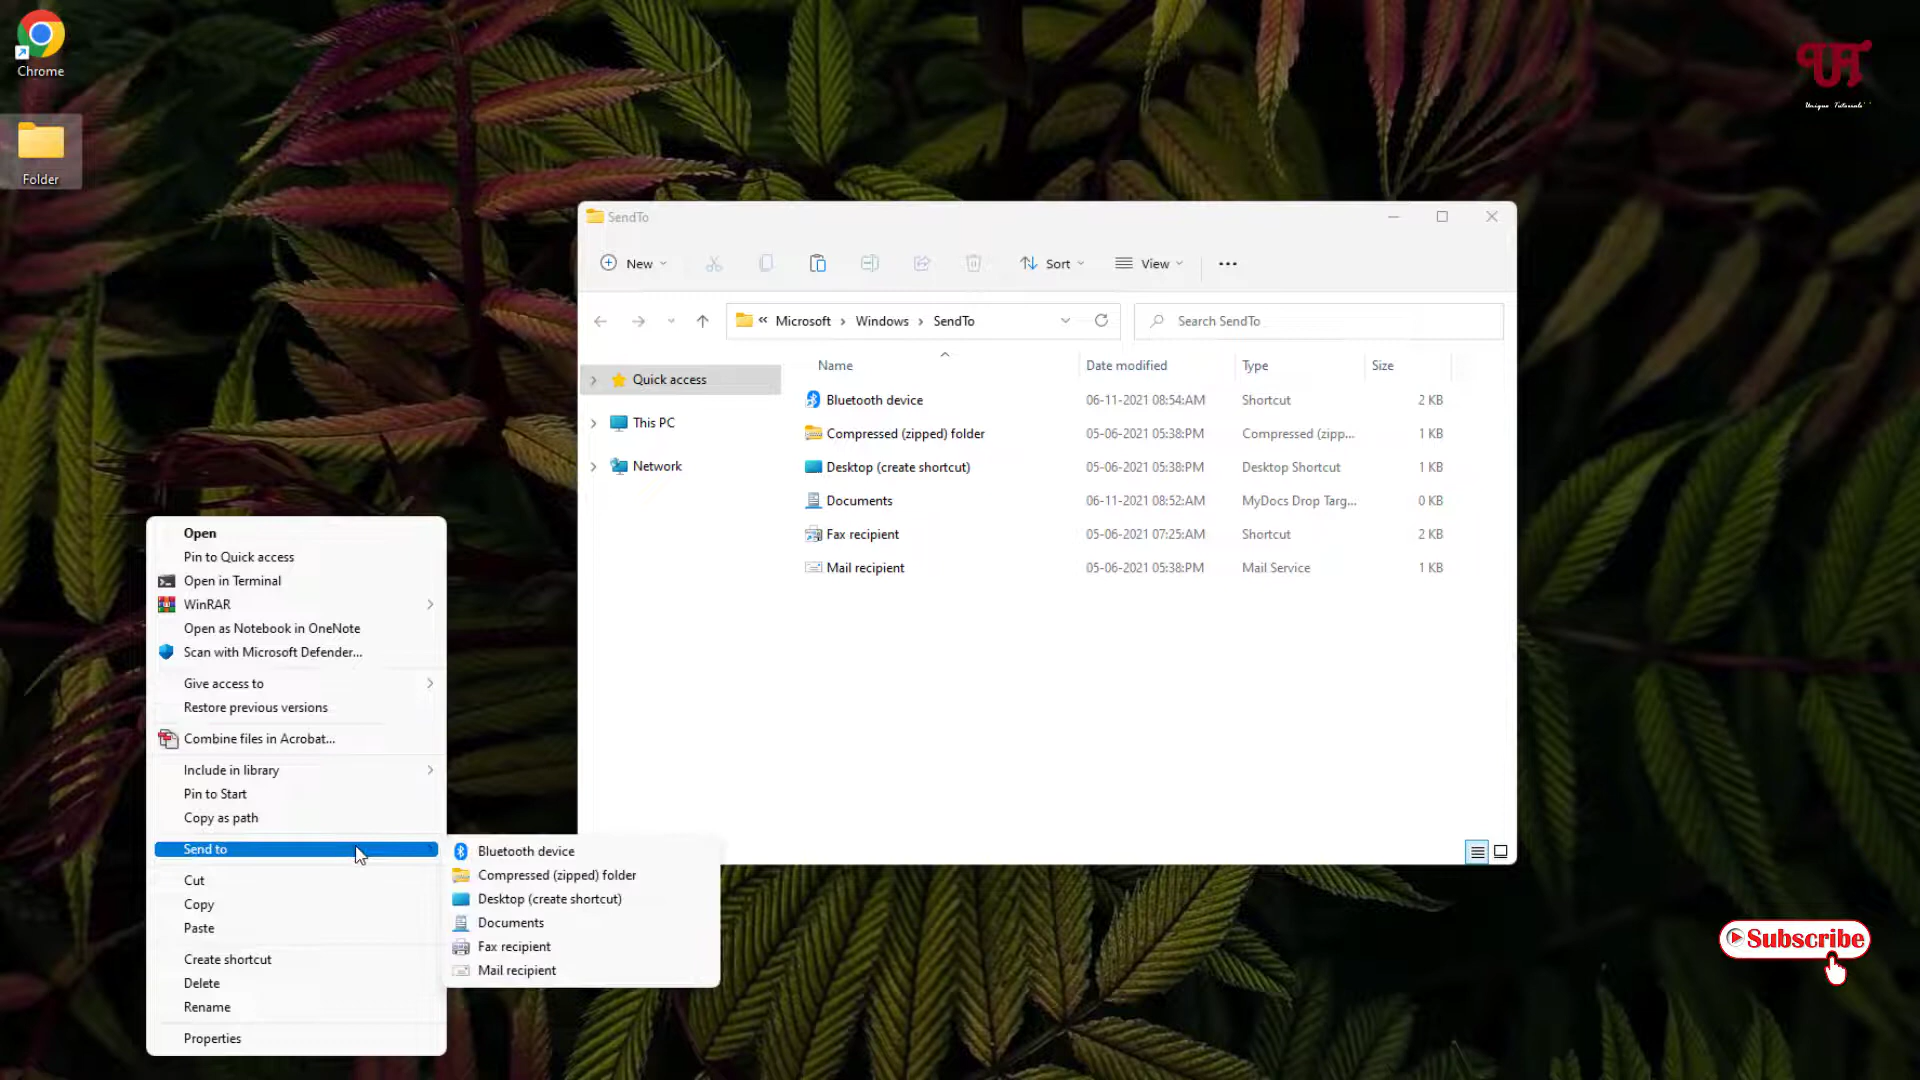 Chrome
Folder
UT
Unique Tutorials
SendTo
New
Sort
View
Microsoft
Windows
SendTo
Search SendTo
Quick access
This PC
Network
Name
Date modified
Type
Size
Bluetooth device
06-11-2021 08:54:AM
Shortcut
2 KB
Compressed (zipped) folder
05-06-2021 05:38:PM
Compressed (zipp...
1 KB
Desktop (create shortcut)
05-06-2021 05:38:PM
Desktop Shortcut
1 KB
Documents
06-11-2021 08:52:AM
MyDocs Drop Targ...
0 KB
Fax recipient
05-06-2021 07:25:AM
Shortcut
2 KB
Mail recipient
05-06-2021 05:38:PM
Mail Service
1 KB
Open
Pin to Quick access
Open in Terminal
WinRAR
Open as Notebook in OneNote
Scan with Microsoft Defender...
Give access to
Restore previous versions
Combine files in Acrobat...
Include in library
Pin to Start
Copy as path
Send to
Cut
Copy
Paste
Create shortcut
Delete
Rename
Properties
Bluetooth device
Compressed (zipped) folder
Desktop (create shortcut)
Documents
Fax recipient
Mail recipient
Subscribe